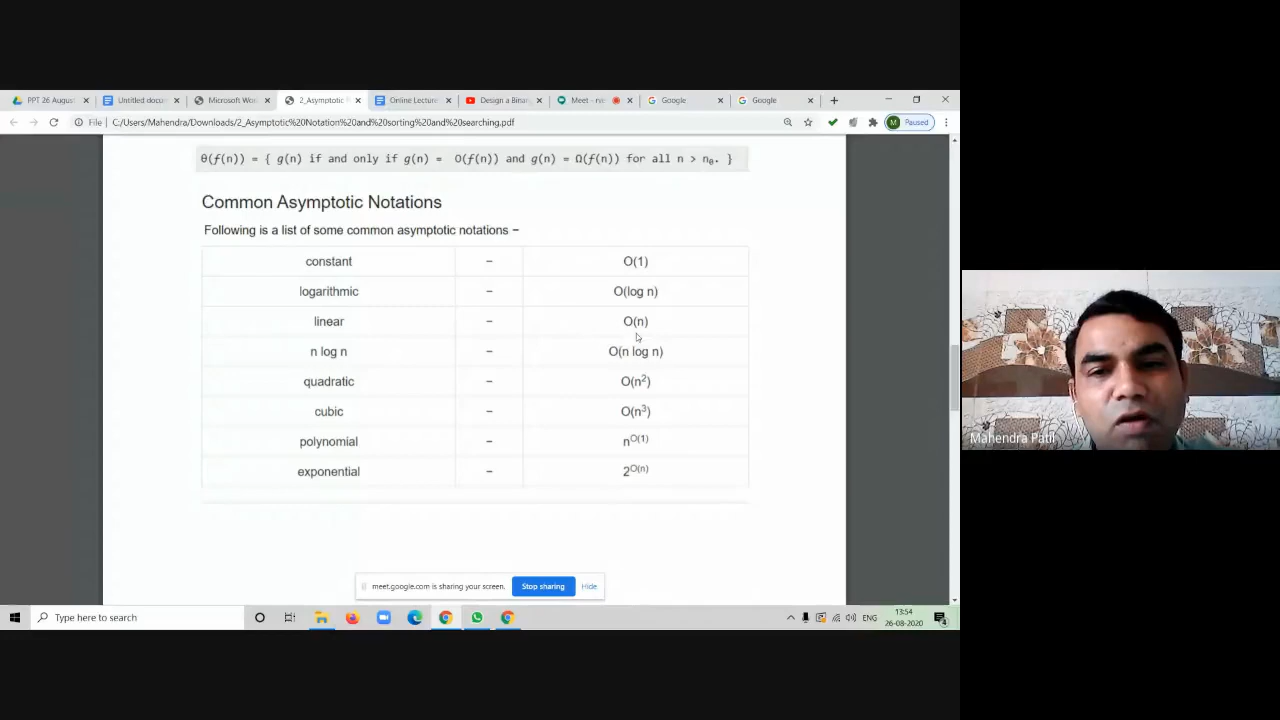 PPT 26 August
Untitled docu
Microsoft Wor
2_Asymptotic
Online Lecture
Design a Binar
Meet –
Google
Google
File C:/Users/Mahendra/Downloads/2_Asymptotic%20Notation%20and%20sorting%20and%20searching.pdf
M Paused
θ(ƒ(n)) = { g(n) if and only if g(n) = Ο(ƒ(n)) and g(n) = Ω(ƒ(n)) for all n > n₀. }
Common Asymptotic Notations
Following is a list of some common asymptotic notations −
constant − Ο(1)
logarithmic − Ο(log n)
linear − Ο(n)
n log n − Ο(n log n)
quadratic − Ο(n²)
cubic − Ο(n³)
polynomial − n^Ο(1)
exponential − 2^Ο(n)
Mahendra Patil
meet.google.com is sharing your screen. Stop sharing Hide
Type here to search
ENG
13:54
26-08-2020
4